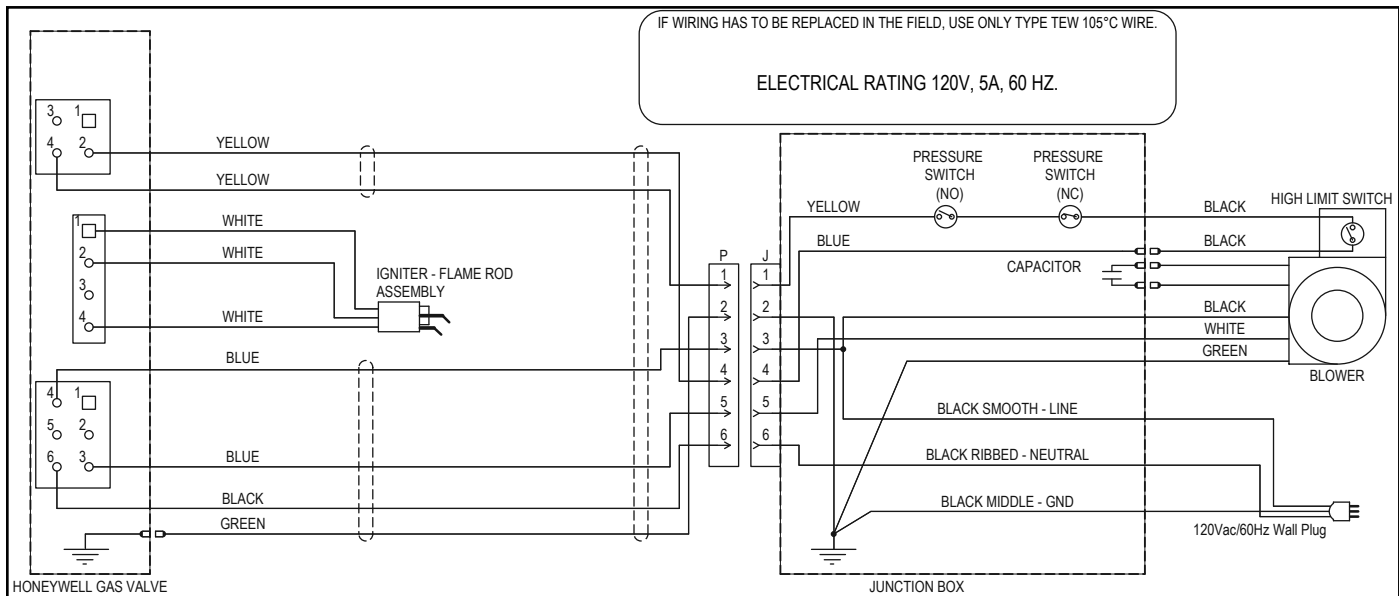 IF WIRING HAS TO BE REPLACED IN THE FIELD, USE ONLY TYPE TEW 105°C WIRE.
ELECTRICAL RATING 120V, 5A, 60 HZ.
3 1
4 2
YELLOW
YELLOW
1
2
3
4
WHITE
WHITE
WHITE
IGNITER - FLAME ROD
ASSEMBLY
4 1
5 2
6 3
BLUE
BLUE
BLACK
GREEN
HONEYWELL GAS VALVE
P J
1 1
2 2
3 3
4 4
5 5
6 6
PRESSURE
SWITCH
(NO)
PRESSURE
SWITCH
(NC)
YELLOW
BLUE
CAPACITOR
BLACK
BLACK
HIGH LIMIT SWITCH
BLACK
WHITE
GREEN
BLOWER
BLACK SMOOTH - LINE
BLACK RIBBED - NEUTRAL
BLACK MIDDLE - GND
120Vac/60Hz Wall Plug
JUNCTION BOX